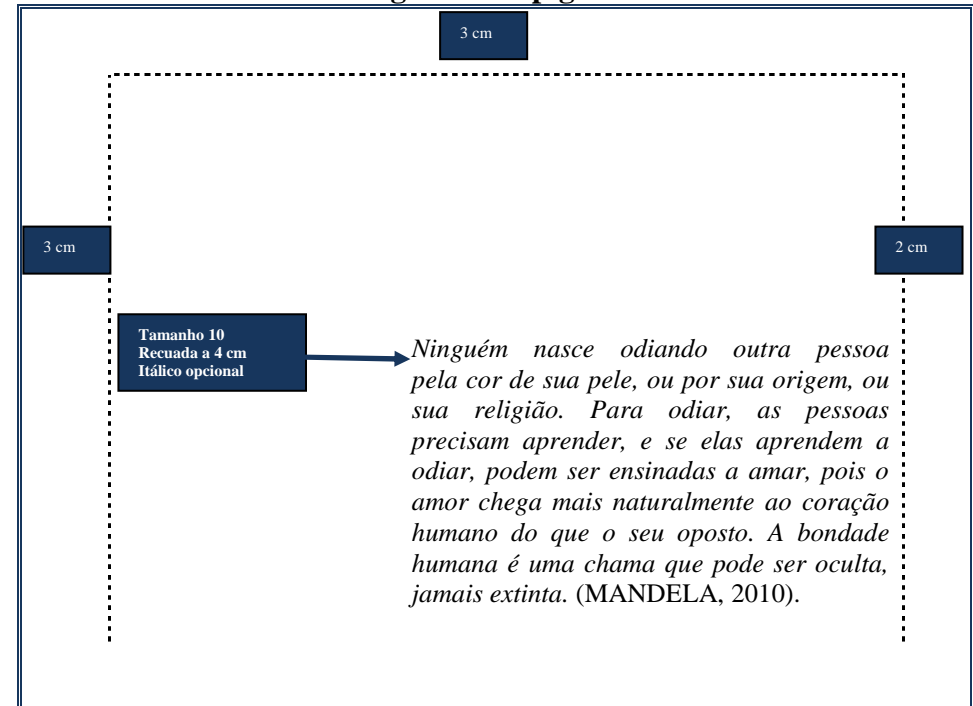 3 cm
3 cm
2 cm
Tamanho 10
Recuada a 4 cm
Itálico opcional
Ninguém nasce odiando outra pessoa
pela cor de sua pele, ou por sua origem, ou
sua religião. Para odiar, as pessoas
precisam aprender, e se elas aprendem a
odiar, podem ser ensinadas a amar, pois o
amor chega mais naturalmente ao coração
humano do que o seu oposto. A bondade
humana é uma chama que pode ser oculta,
jamais extinta. (MANDELA, 2010).